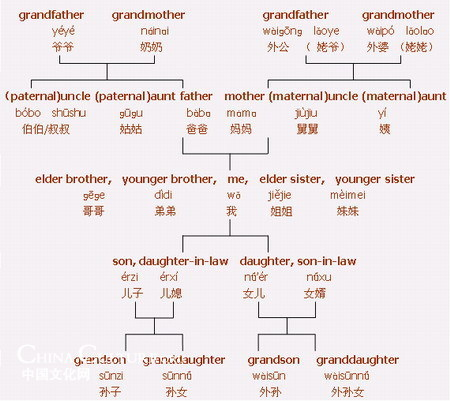 grandfather grandmother grandfather grandmother
yéyé nǎinai wàigōng lǎoye wàipó lǎolao
爷爷 奶奶 外公 （姥爷） 外婆 （姥姥）
(paternal)uncle (paternal)aunt father mother (maternal)uncle (maternal)aunt
bóbo shūshu gūgu bàba mama jiùjiu yí
伯伯/叔叔 姑姑 爸爸 妈妈 舅舅 姨
elder brother, younger brother, me, elder sister, younger sister
gēge dìdi wǒ jiějie mèimei
哥哥 弟弟 我 姐姐 妹妹
son, daughter-in-law daughter, son-in-law
érzi érxí nǚ'ér nǚxu
儿子 儿媳 女儿 女婿
grandson granddaughter grandson granddaughter
sūnzi sūnnǚ wàisūn wàisūnnǚ
孙子 孙女 外孙 外孙女
中国文化网